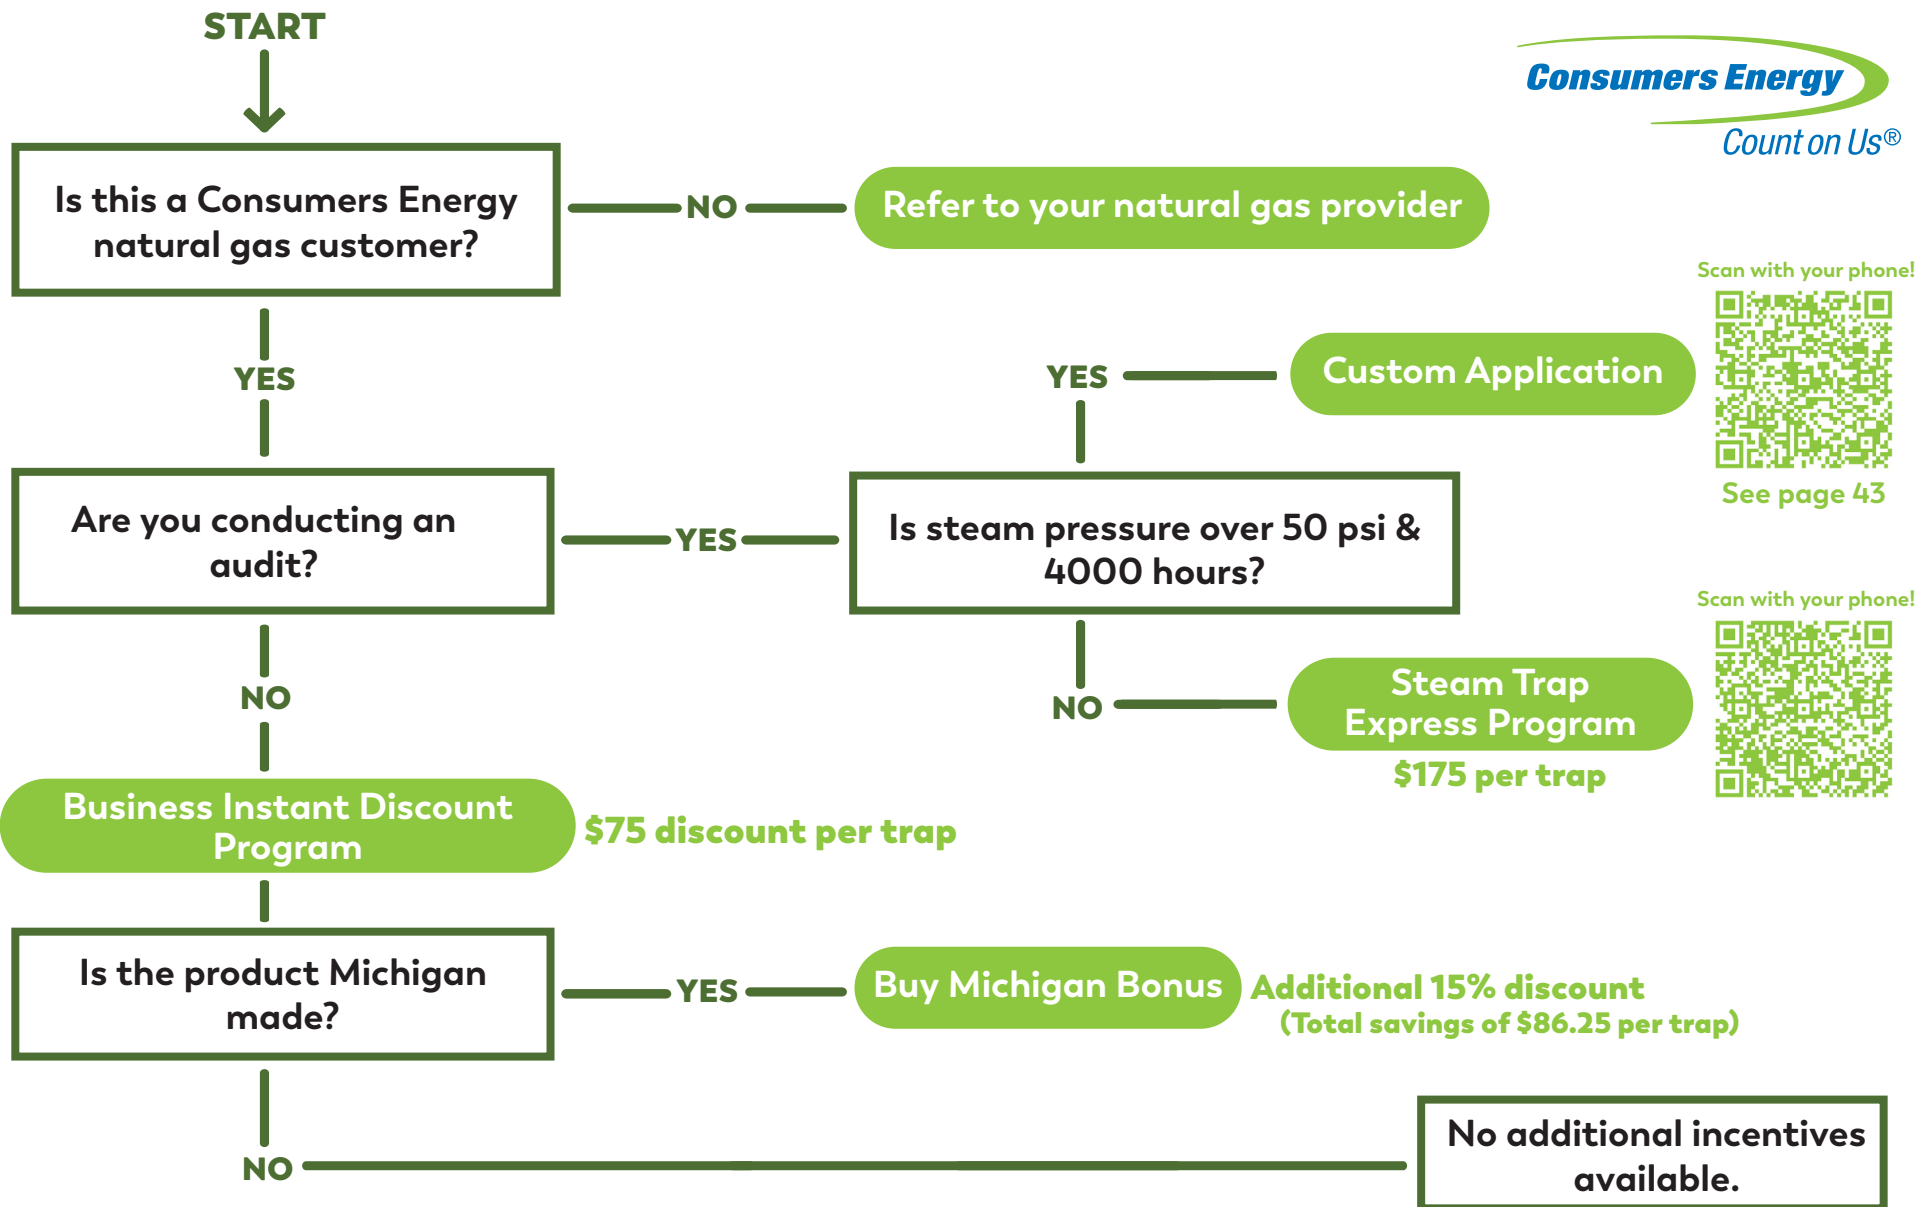 START
Consumers Energy
Count on Us®
Is this a Consumers Energy
natural gas customer?
NO
Refer to your natural gas provider
Scan with your phone!
YES
YES
Custom Application
See page 43
Are you conducting an
audit?
YES
Is steam pressure over 50 psi &
4000 hours?
Scan with your phone!
NO
NO
Steam Trap
Express Program
$175 per trap
Business Instant Discount
Program
$75 discount per trap
Is the product Michigan
made?
YES
Buy Michigan Bonus
Additional 15% discount
(Total savings of $86.25 per trap)
NO
No additional incentives
available.